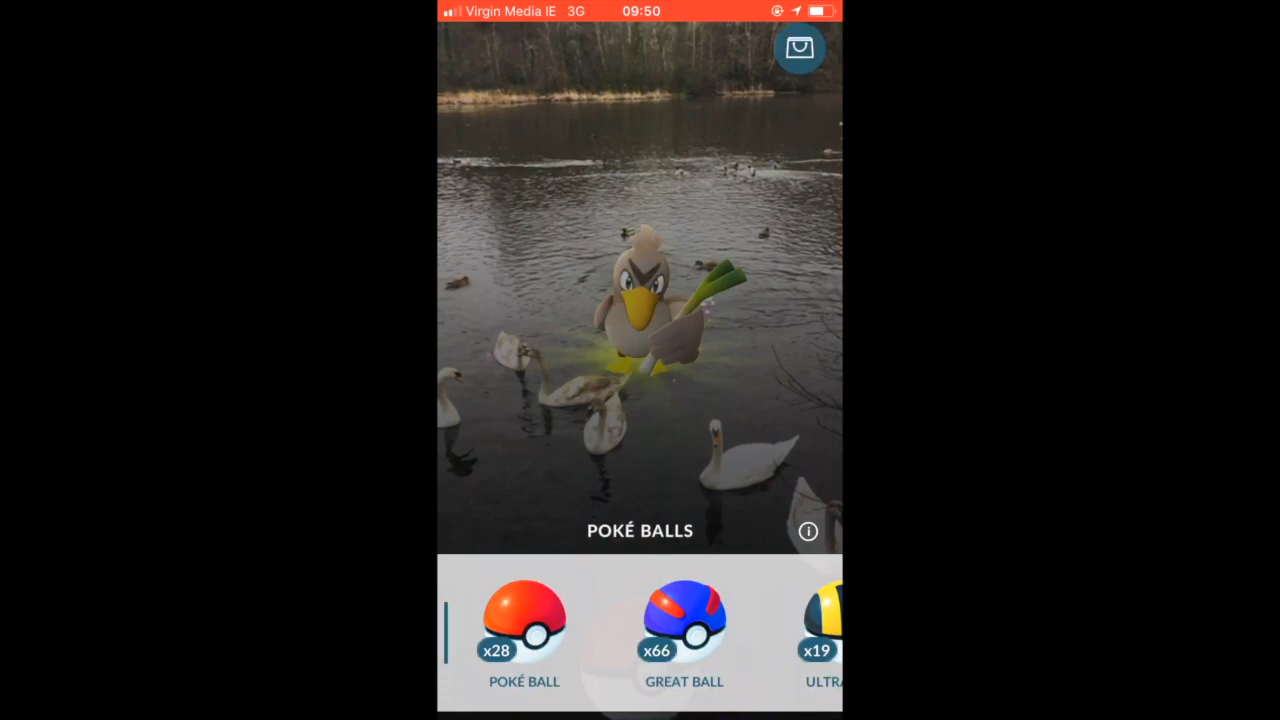 Virgin Media IE 3G 09:50
POKÉ BALLS
x28 x66 x19
POKÉ BALL GREAT BALL ULTRA